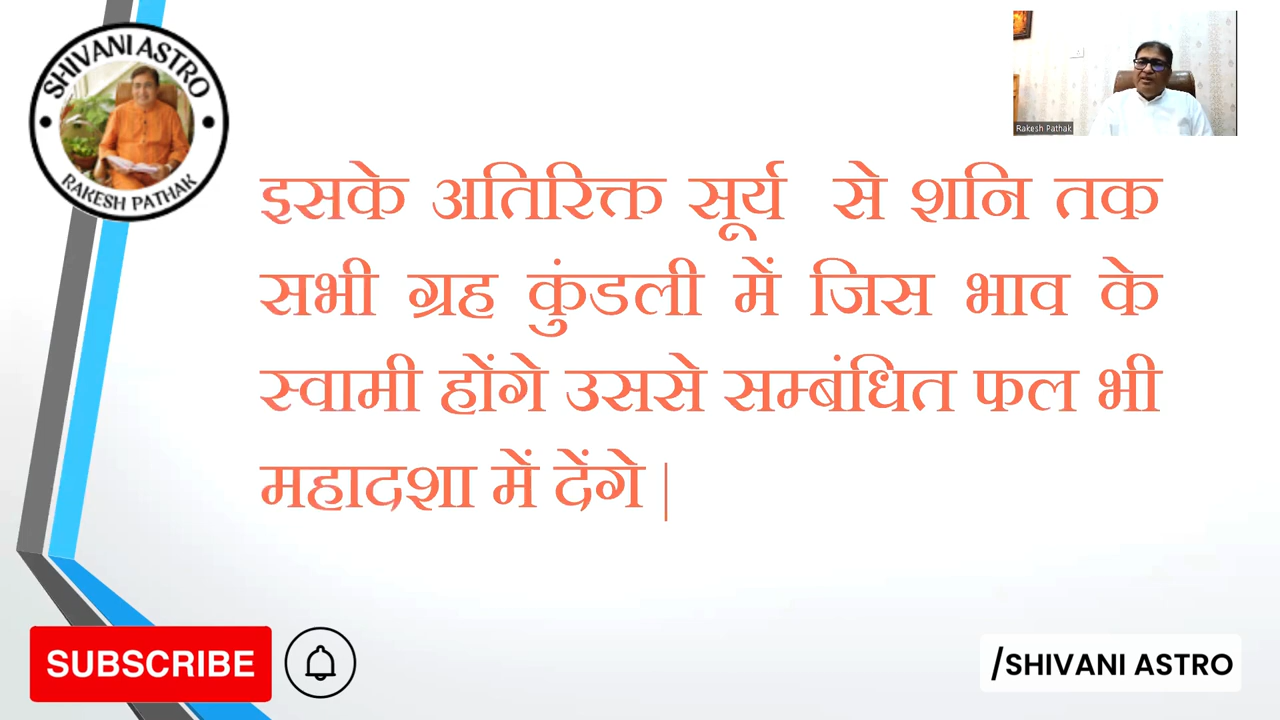 SHIVANI ASTRO
RAKESH PATHAK
Rakesh Pathak
इसके अतिरिक्त सूर्य से शनि तक
सभी ग्रह कुंडली में जिस भाव के
स्वामी होंगे उससे सम्बंधित फल भी
महादशा में देंगे |
SUBSCRIBE
/SHIVANI ASTRO